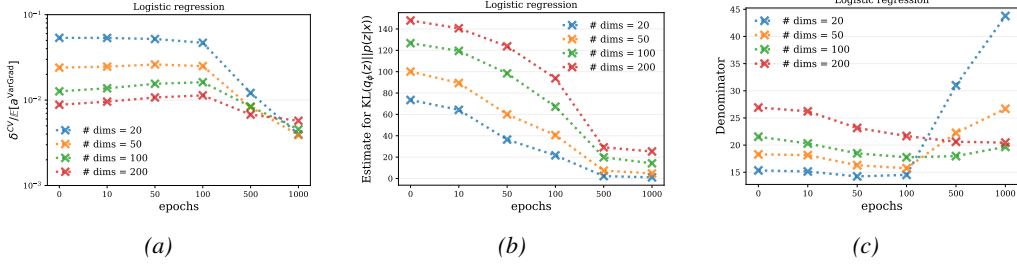 Logistic regression
10⁻¹
10⁻²
10⁻³
δ^CV/𝔼[a^VarGrad]
# dims = 20
# dims = 50
# dims = 100
# dims = 200
0 10 50 100 500 1000
epochs
(a)
Logistic regression
140
120
100
80
60
40
20
0
Estimate for KL(q_ϕ(z)||p(z|x))
# dims = 20
# dims = 50
# dims = 100
# dims = 200
0 10 50 100 500 1000
epochs
(b)
Logistic regression
45
40
35
30
25
20
15
Denominator
# dims = 20
# dims = 50
# dims = 100
# dims = 200
0 10 50 100 500 1000
epochs
(c)